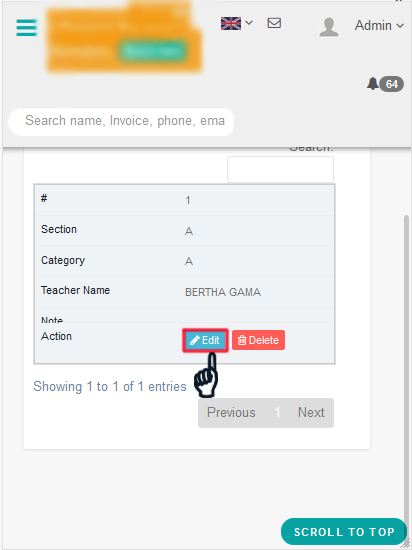 Admin
64
Search name, Invoice, phone, ema
Search:
# 1
Section A
Category A
Teacher Name BERTHA GAMA
Note
Action Edit Delete
Showing 1 to 1 of 1 entries
Previous 1 Next
SCROLL TO TOP